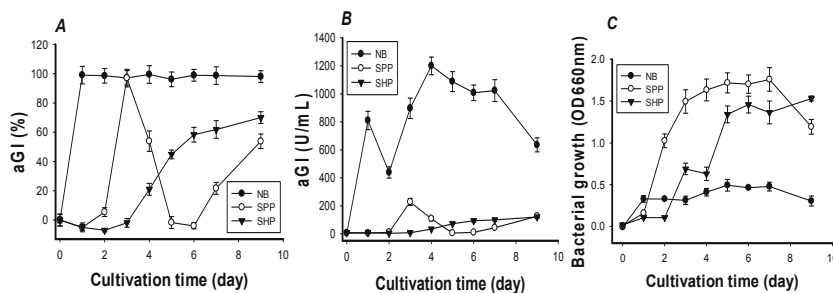 A
120
100
80
60
40
20
0
aGI (%)
NB
SPP
SHP
0 2 4 6 8 10
Cultivation time (day)
B
1400
1200
1000
800
600
400
200
0
aGI (U/mL)
NB
SPP
SHP
0 2 4 6 8 10
Cultivation time (day)
C
2.0
1.5
1.0
0.5
0.0
Bacterial growth (OD660nm)
NB
SPP
SHP
0 2 4 6 8 10
Cultivation time (day)